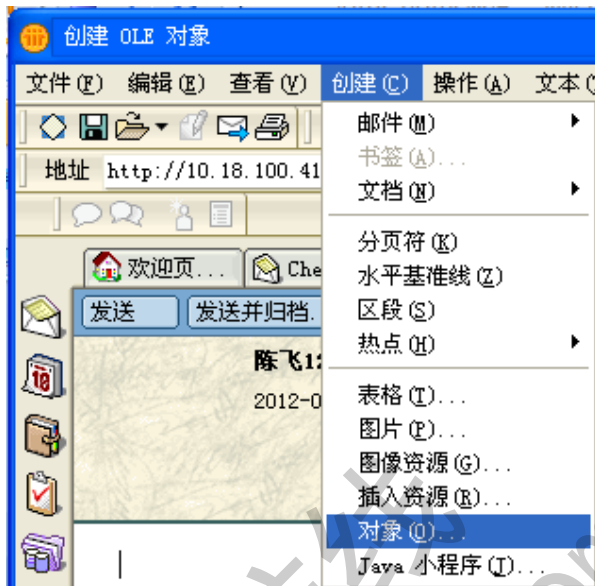 创建 OLE 对象
文件(F) 编辑(E) 查看(V) 创建(C) 操作(A) 文本(
邮件(M)
书签(A)...
文档(N)
分页符(K)
水平基准线(Z)
区段(S)
热点(H)
表格(T)...
图片(P)...
图像资源(G)...
插入资源(R)...
对象(O)...
Java 小程序(J)...
地址 http://10.18.100.41
欢迎页... Che
发送 发送并归档.
陈飞12
2012-0
18